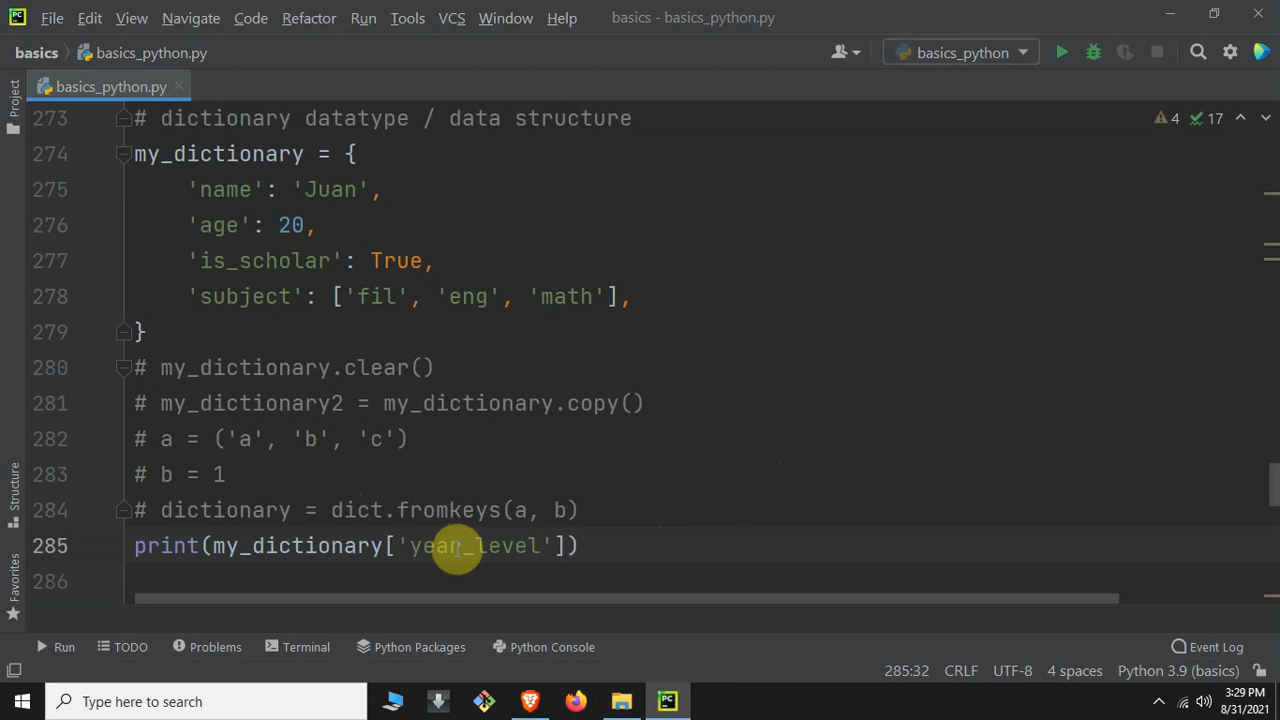 File Edit View Navigate Code Refactor Run Tools VCS Window Help basics - basics_python.py
basics basics_python.py basics_python
basics_python.py
Project
273 # dictionary datatype / data structure 4 17
274 my_dictionary = {
275 'name': 'Juan',
276 'age': 20,
277 'is_scholar': True,
278 'subject': ['fil', 'eng', 'math'],
279 }
280 # my_dictionary.clear()
281 # my_dictionary2 = my_dictionary.copy()
282 # a = ('a', 'b', 'c')
283 # b = 1
284 # dictionary = dict.fromkeys(a, b)
285 print(my_dictionary['year_level'])
286
Structure
Favorites
Run TODO Problems Terminal Python Packages Python Console Event Log
285:32 CRLF UTF-8 4 spaces Python 3.9 (basics)
Type here to search
3:29 PM
8/31/2021